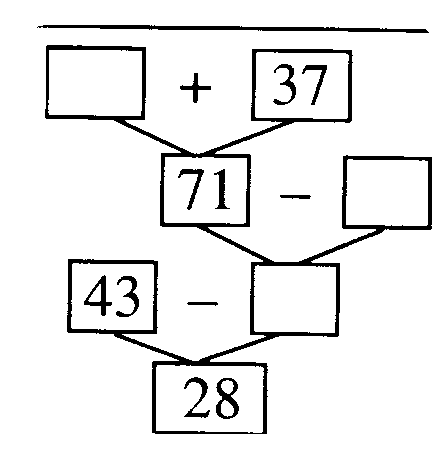 + 37
71 –
43 –
28